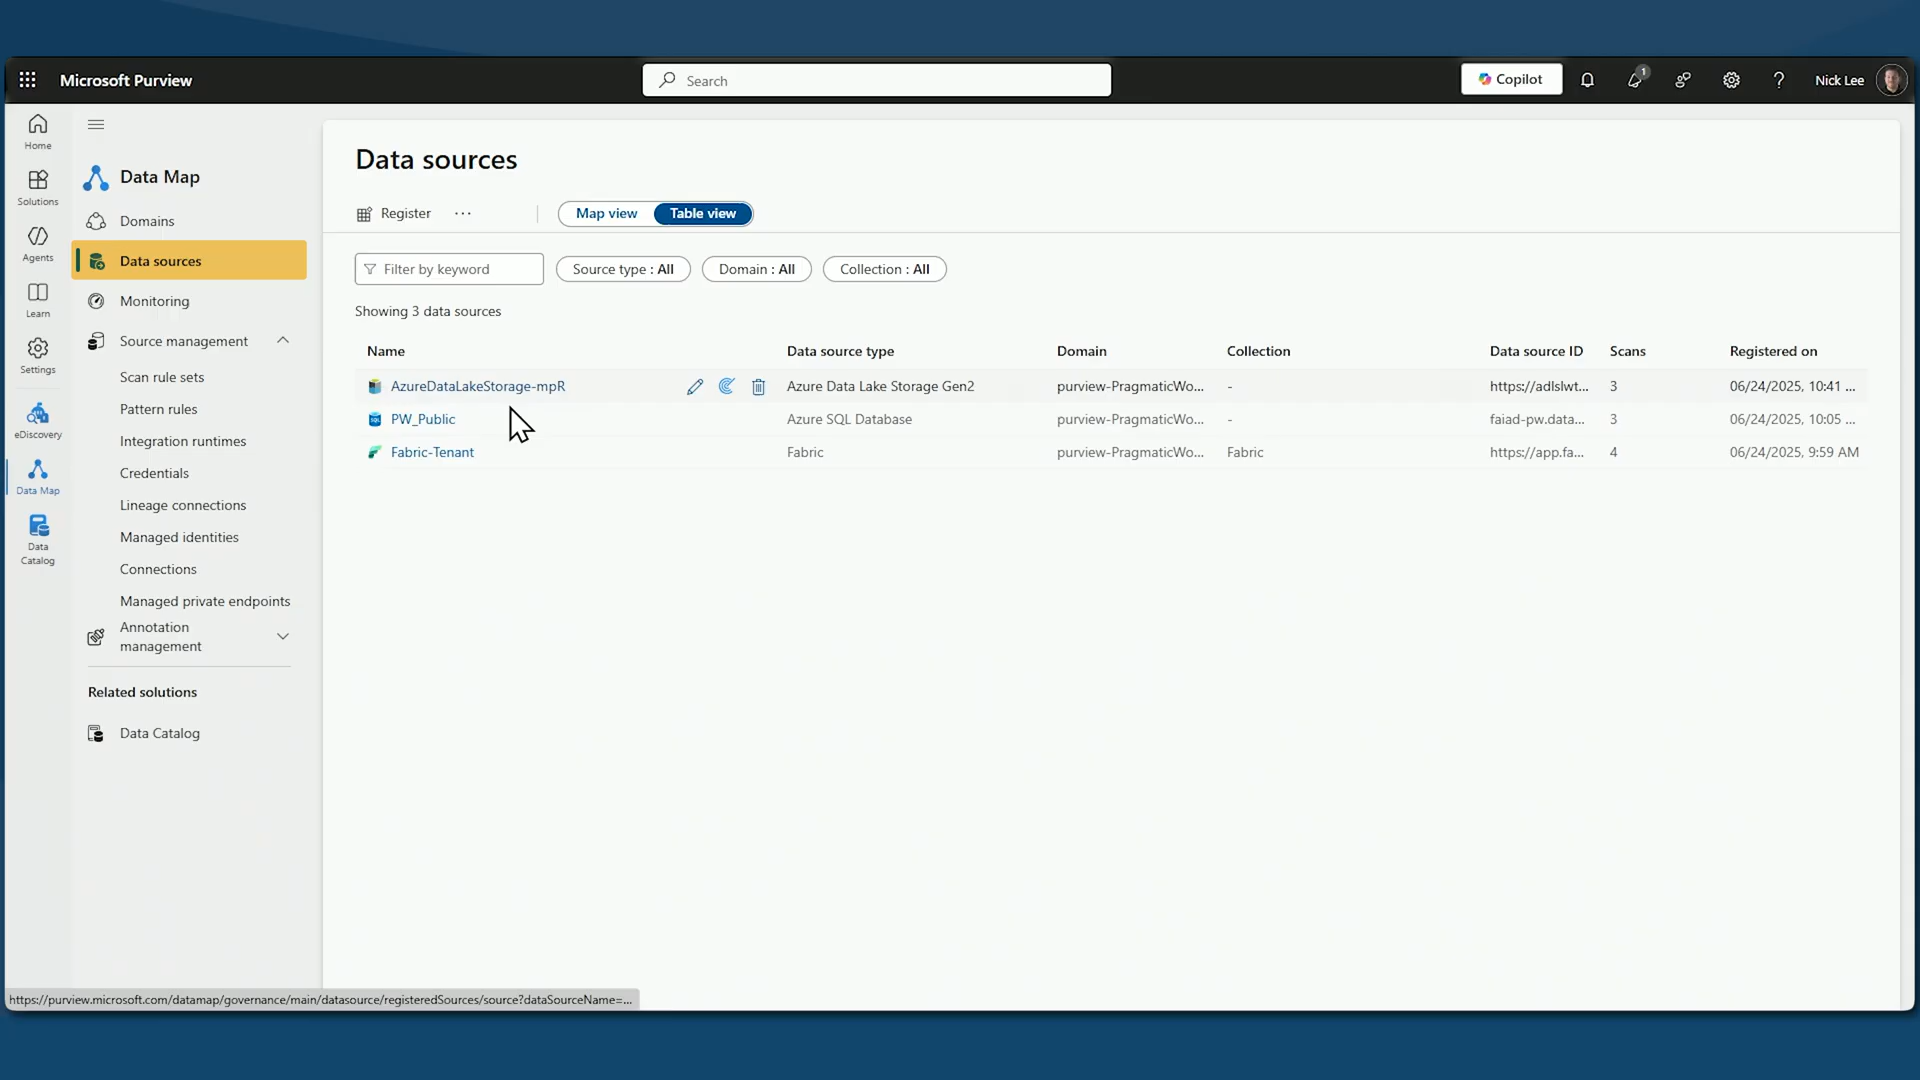 Microsoft Purview
Search
Copilot
1
Nick Lee
Home
Solutions
Agents
Learn
Settings
eDiscovery
Data Map
Data Catalog
Data Map
Domains
Data sources
Monitoring
Source management
Scan rule sets
Pattern rules
Integration runtimes
Credentials
Lineage connections
Managed identities
Connections
Managed private endpoints
Annotation
management
Related solutions
Data Catalog
Data sources
Register ...
Map view Table view
Filter by keyword Source type : All Domain : All Collection : All
Showing 3 data sources
Name Data source type Domain Collection Data source ID Scans Registered on
AzureDataLakeStorage-mpR Azure Data Lake Storage Gen2 purview-PragmaticWo... - https://adlslwt... 3 06/24/2025, 10:41 ...
PW_Public Azure SQL Database purview-PragmaticWo... - faiad-pw.data... 3 06/24/2025, 10:05 ...
Fabric-Tenant Fabric purview-PragmaticWo... Fabric https://app.fa... 4 06/24/2025, 9:59 AM
https://purview.microsoft.com/datamap/governance/main/datasource/registeredSources/source?dataSourceName=...